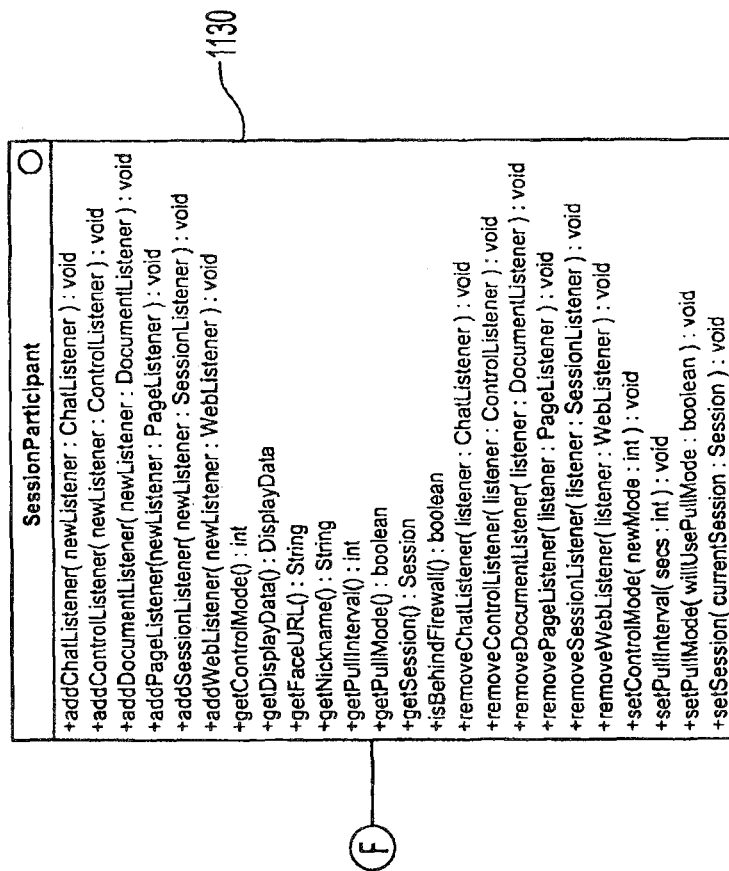 SessionParticipant
+addChatListener( newListener : ChatListener ) : void
+addControlListener( newListener : ControlListener ) : void
+addDocumentListener( newListener : DocumentListener ) : void
+addPageListener(newListener : PageListener ) : void
+addSessionListener( newListener : SessionListener ) : void
+addWebListener( newListener : WebListener ) : void
+getControlMode() : int
+getDisplayData() : DisplayData
+getFaceURL() : String
+getNickname() : String
+getPullInterval() : int
+getPullMode() : boolean
+getSession() : Session
+isBehindFirewall() : boolean
+removeChatListener( listener : ChatListener ) : void
+removeControlListener( listener : ControlListener ) : void
+removeDocumentListener( listener : DocumentListener ) : void
+removePageListener( listener : PageListener ) : void
+removeSessionListener( listener : SessionListener ) : void
+removeWebListener( listener : WebListener ) : void
+setControlMode( newMode : int ) : void
+setPullInterval( secs : int ) : void
+setPullMode( willUsePullMode : boolean ) : void
+setSession( currentSession : Session ) : void
1130
F